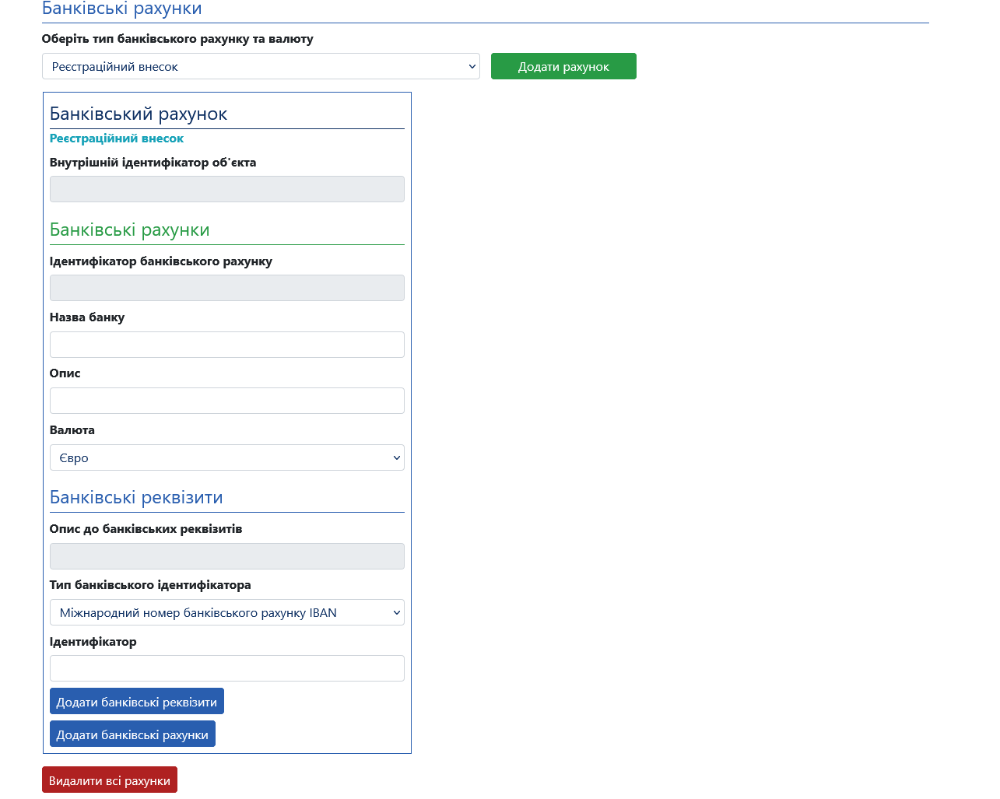 Банківські рахунки
Оберіть тип банківського рахунку та валюту
Реєстраційний внесок
Додати рахунок
Банківський рахунок
Реєстраційний внесок
Внутрішній ідентифікатор об'єкта
Банківські рахунки
Ідентифікатор банківського рахунку
Назва банку
Опис
Валюта
Євро
Банківські реквізити
Опис до банківських реквізитів
Тип банківського ідентифікатора
Міжнародний номер банківського рахунку IBAN
Ідентифікатор
Додати банківські реквізити
Додати банківські рахунки
Видалити всі рахунки